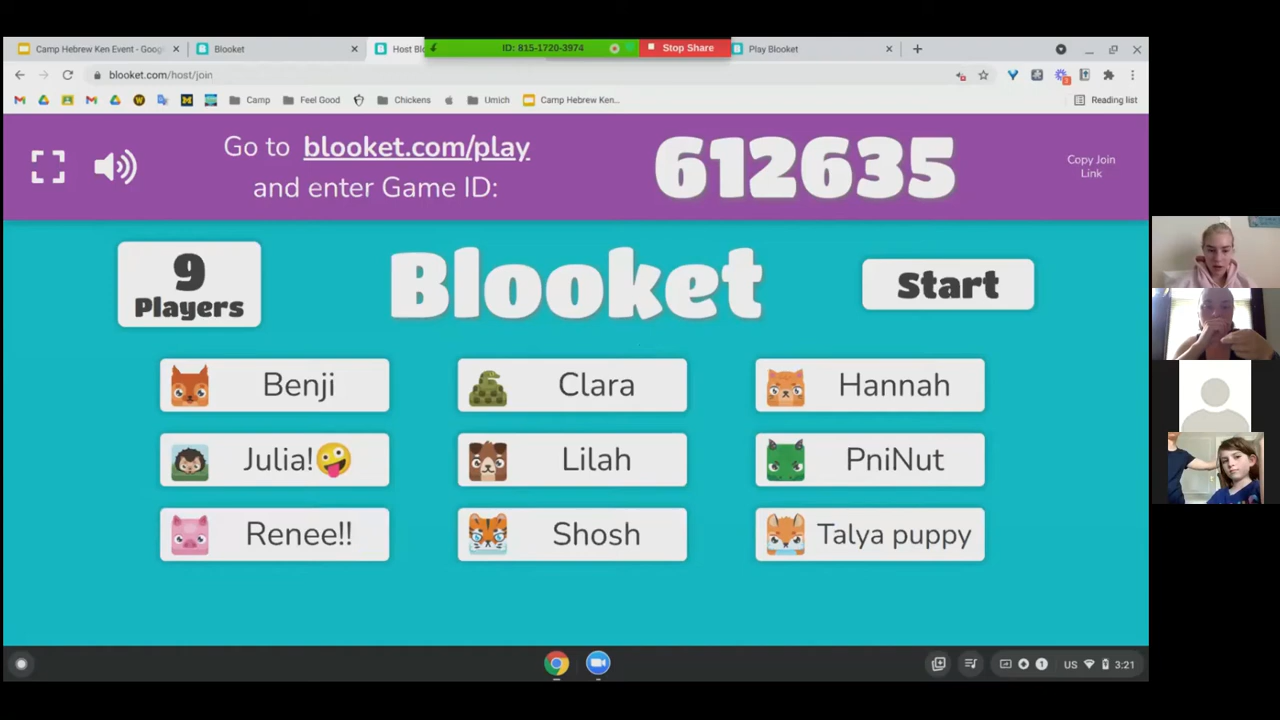 Camp Hebrew Ken Event - Goog
Blooket
Host Blo
ID: 815-1720-3974
Stop Share
Play Blooket
blooket.com/host/join
Camp
Feel Good
Chickens
Umich
Camp Hebrew Ken...
Reading list
Go to blooket.com/play
and enter Game ID:
612635
Copy Join
Link
9
Players
Blooket
Start
Benji
Clara
Hannah
Julia!🤪
Lilah
PniNut
Renee!!
Shosh
Talya puppy
US
3:21